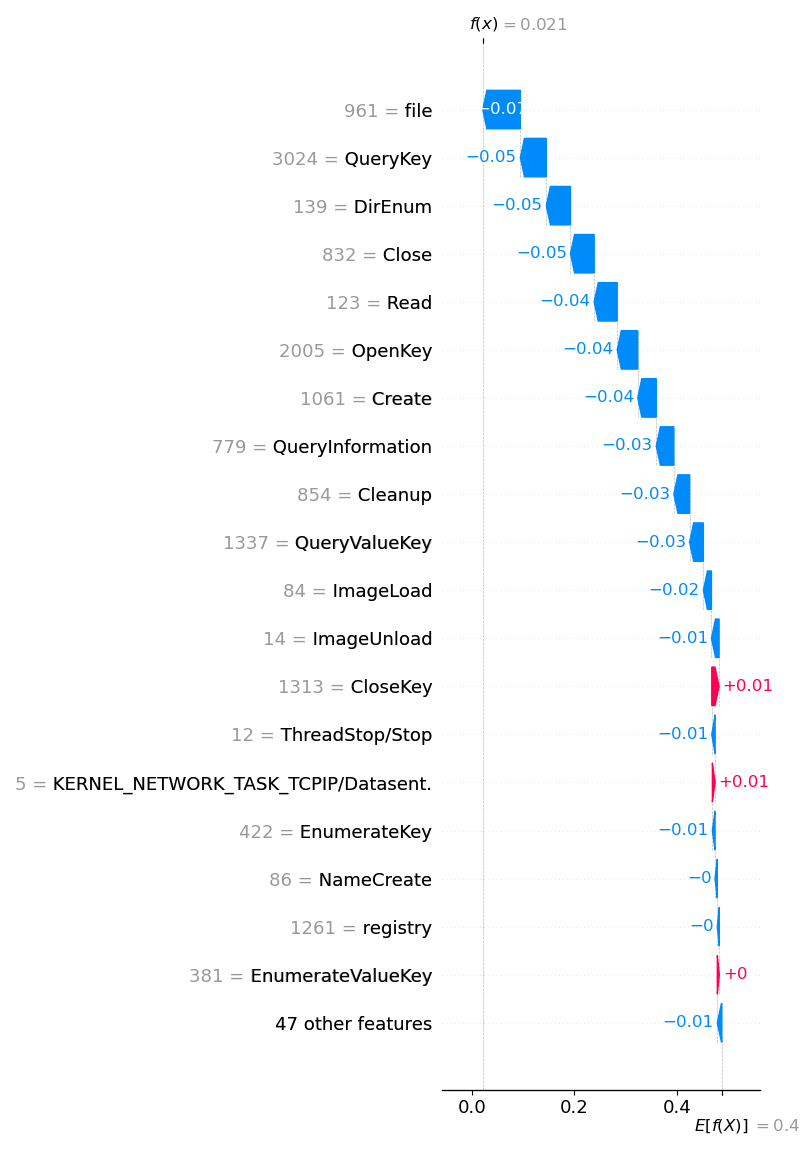 f(x) = 0.021
961 = file −0.07
3024 = QueryKey −0.05
139 = DirEnum −0.05
832 = Close −0.05
123 = Read −0.04
2005 = OpenKey −0.04
1061 = Create −0.04
779 = QueryInformation −0.03
854 = Cleanup −0.03
1337 = QueryValueKey −0.03
84 = ImageLoad −0.02
14 = ImageUnload −0.01
1313 = CloseKey +0.01
12 = ThreadStop/Stop −0.01
5 = KERNEL_NETWORK_TASK_TCPIP/Datasent. +0.01
422 = EnumerateKey −0.01
86 = NameCreate −0
1261 = registry −0
381 = EnumerateValueKey +0
47 other features −0.01
0.0 0.2 0.4
E[f(X)] = 0.4